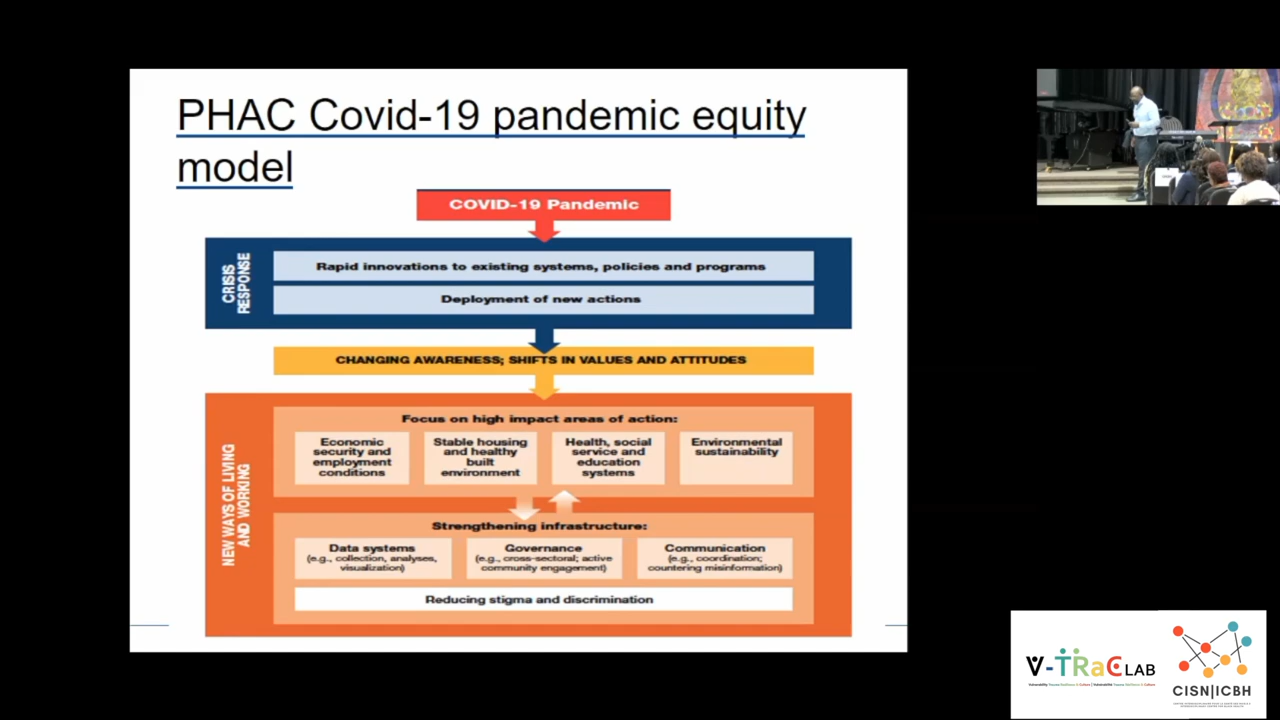 PHAC Covid-19 pandemic equity
model
COVID-19 Pandemic
CRISIS
RESPONSE
Rapid innovations to existing systems, policies and programs
Deployment of new actions
CHANGING AWARENESS; SHIFTS IN VALUES AND ATTITUDES
NEW WAYS OF LIVING
AND WORKING
Focus on high impact areas of action:
Economic
security and
employment
conditions
Stable housing
and healthy
built
environment
Health, social
service and
education
systems
Environmental
sustainability
Strengthening infrastructure:
Data systems
(e.g., collection, analyses,
visualization)
Governance
(e.g., cross-sectoral; active
community engagement)
Communication
(e.g., coordination;
countering misinformation)
Reducing stigma and discrimination
V-TRaC LAB
CISN|ICBH